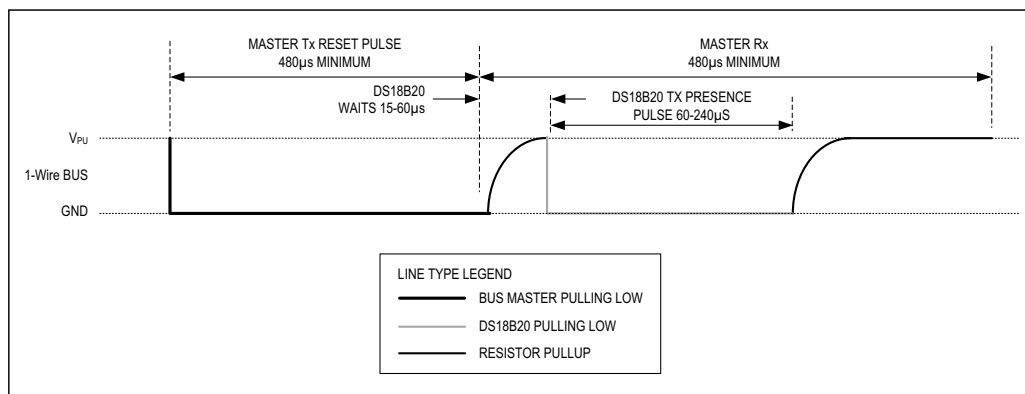 MASTER Tx RESET PULSE
480µs MINIMUM
MASTER Rx
480µs MINIMUM
DS18B20
WAITS 15-60µs
DS18B20 TX PRESENCE
PULSE 60-240µS
VPU
1-Wire BUS
GND
LINE TYPE LEGEND
BUS MASTER PULLING LOW
DS18B20 PULLING LOW
RESISTOR PULLUP